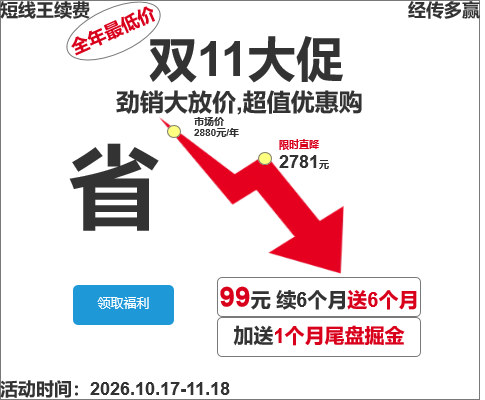 短线王续费
经传多赢
全年最低价
双11大促
劲销大放价,超值优惠购
市场价
2880元/年
限时直降
2781元
省
领取福利
99元 续6个月送6个月
加送1个月尾盘掘金
活动时间：2026.10.17-11.18